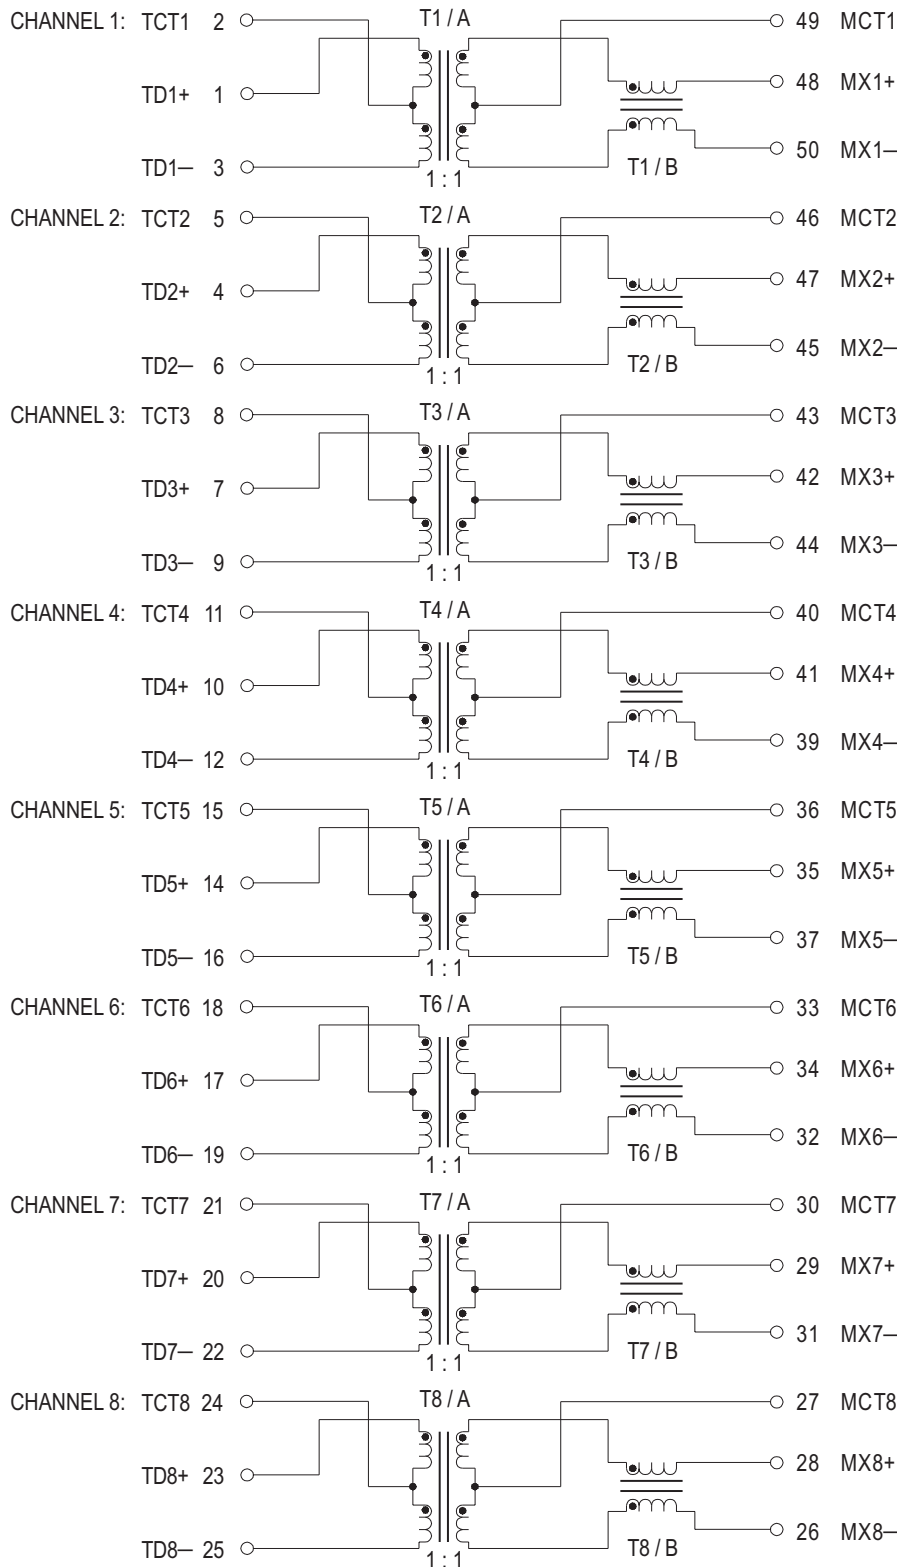 CHANNEL 1: TCT1 2 T1 / A 49 MCT1
TD1+ 1 48 MX1+
TD1— 3 1 : 1 T1 / B 50 MX1—
CHANNEL 2: TCT2 5 T2 / A 46 MCT2
TD2+ 4 47 MX2+
TD2— 6 1 : 1 T2 / B 45 MX2—
CHANNEL 3: TCT3 8 T3 / A 43 MCT3
TD3+ 7 42 MX3+
TD3— 9 1 : 1 T3 / B 44 MX3—
CHANNEL 4: TCT4 11 T4 / A 40 MCT4
TD4+ 10 41 MX4+
TD4— 12 1 : 1 T4 / B 39 MX4—
CHANNEL 5: TCT5 15 T5 / A 36 MCT5
TD5+ 14 35 MX5+
TD5— 16 1 : 1 T5 / B 37 MX5—
CHANNEL 6: TCT6 18 T6 / A 33 MCT6
TD6+ 17 34 MX6+
TD6— 19 1 : 1 T6 / B 32 MX6—
CHANNEL 7: TCT7 21 T7 / A 30 MCT7
TD7+ 20 29 MX7+
TD7— 22 1 : 1 T7 / B 31 MX7—
CHANNEL 8: TCT8 24 T8 / A 27 MCT8
TD8+ 23 28 MX8+
TD8— 25 1 : 1 T8 / B 26 MX8—